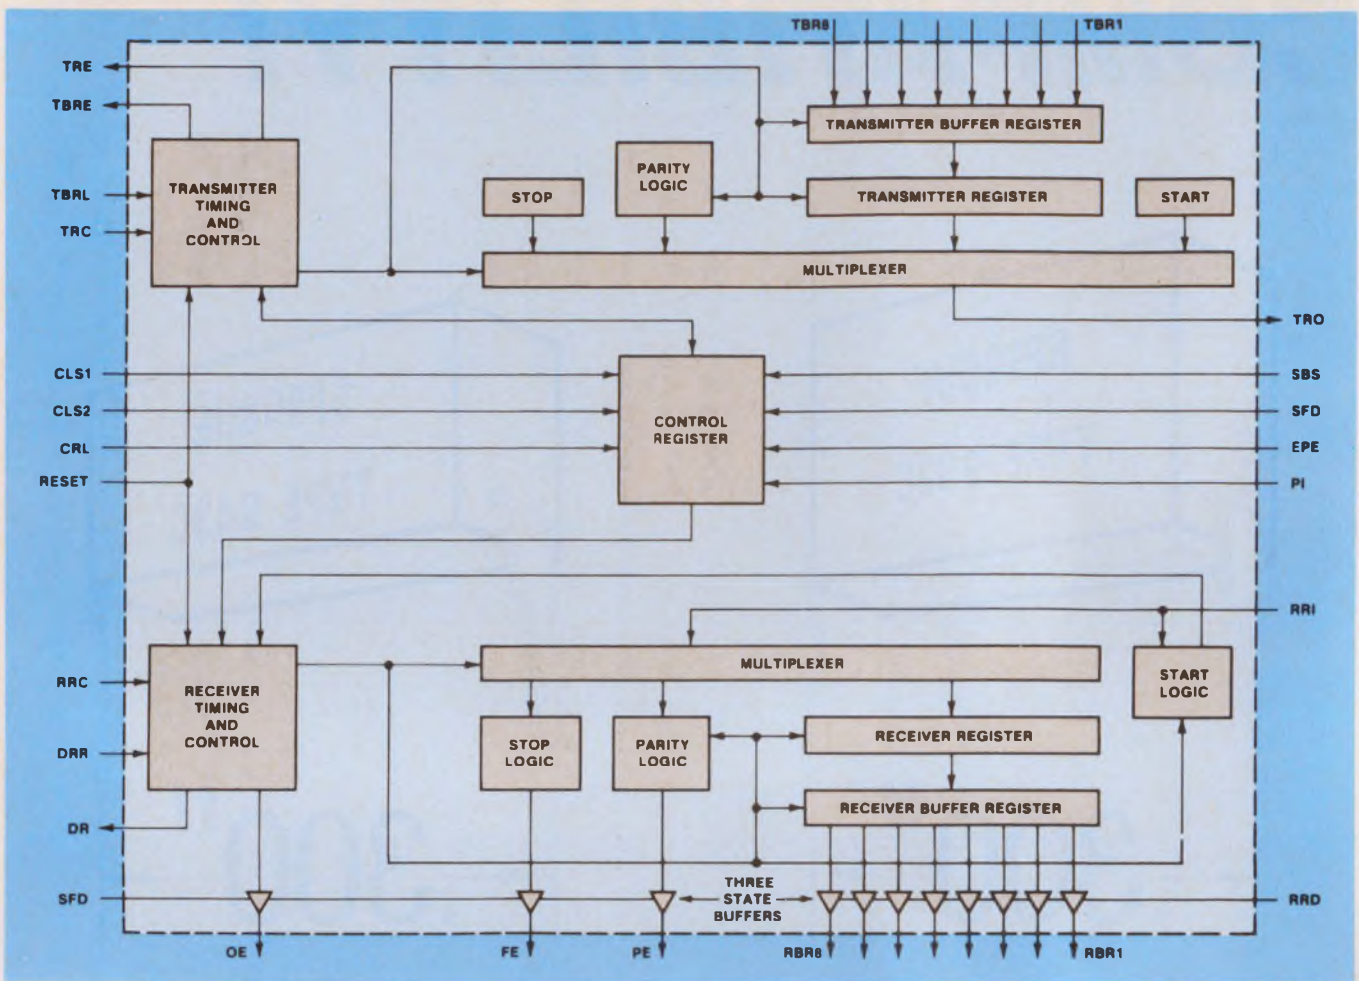 TBR8 TBR1
TRE
TBRE
TRANSMITTER BUFFER REGISTER
TRANSMITTER
TIMING
AND
CONTROL
PARITY
LOGIC
TBRL
STOP
TRANSMITTER REGISTER
START
TRC
MULTIPLEXER
TRO
CLS1
SBS
CLS2
SFD
CONTROL
REGISTER
CRL
EPE
RESET
PI
RRI
MULTIPLEXER
START
LOGIC
RRC
RECEIVER
TIMING
AND
CONTROL
STOP
LOGIC
PARITY
LOGIC
RECEIVER REGISTER
DRR
RECEIVER BUFFER REGISTER
DR
THREE
STATE
BUFFERS
SFD
RRD
OE FE PE RBR8 RBR1